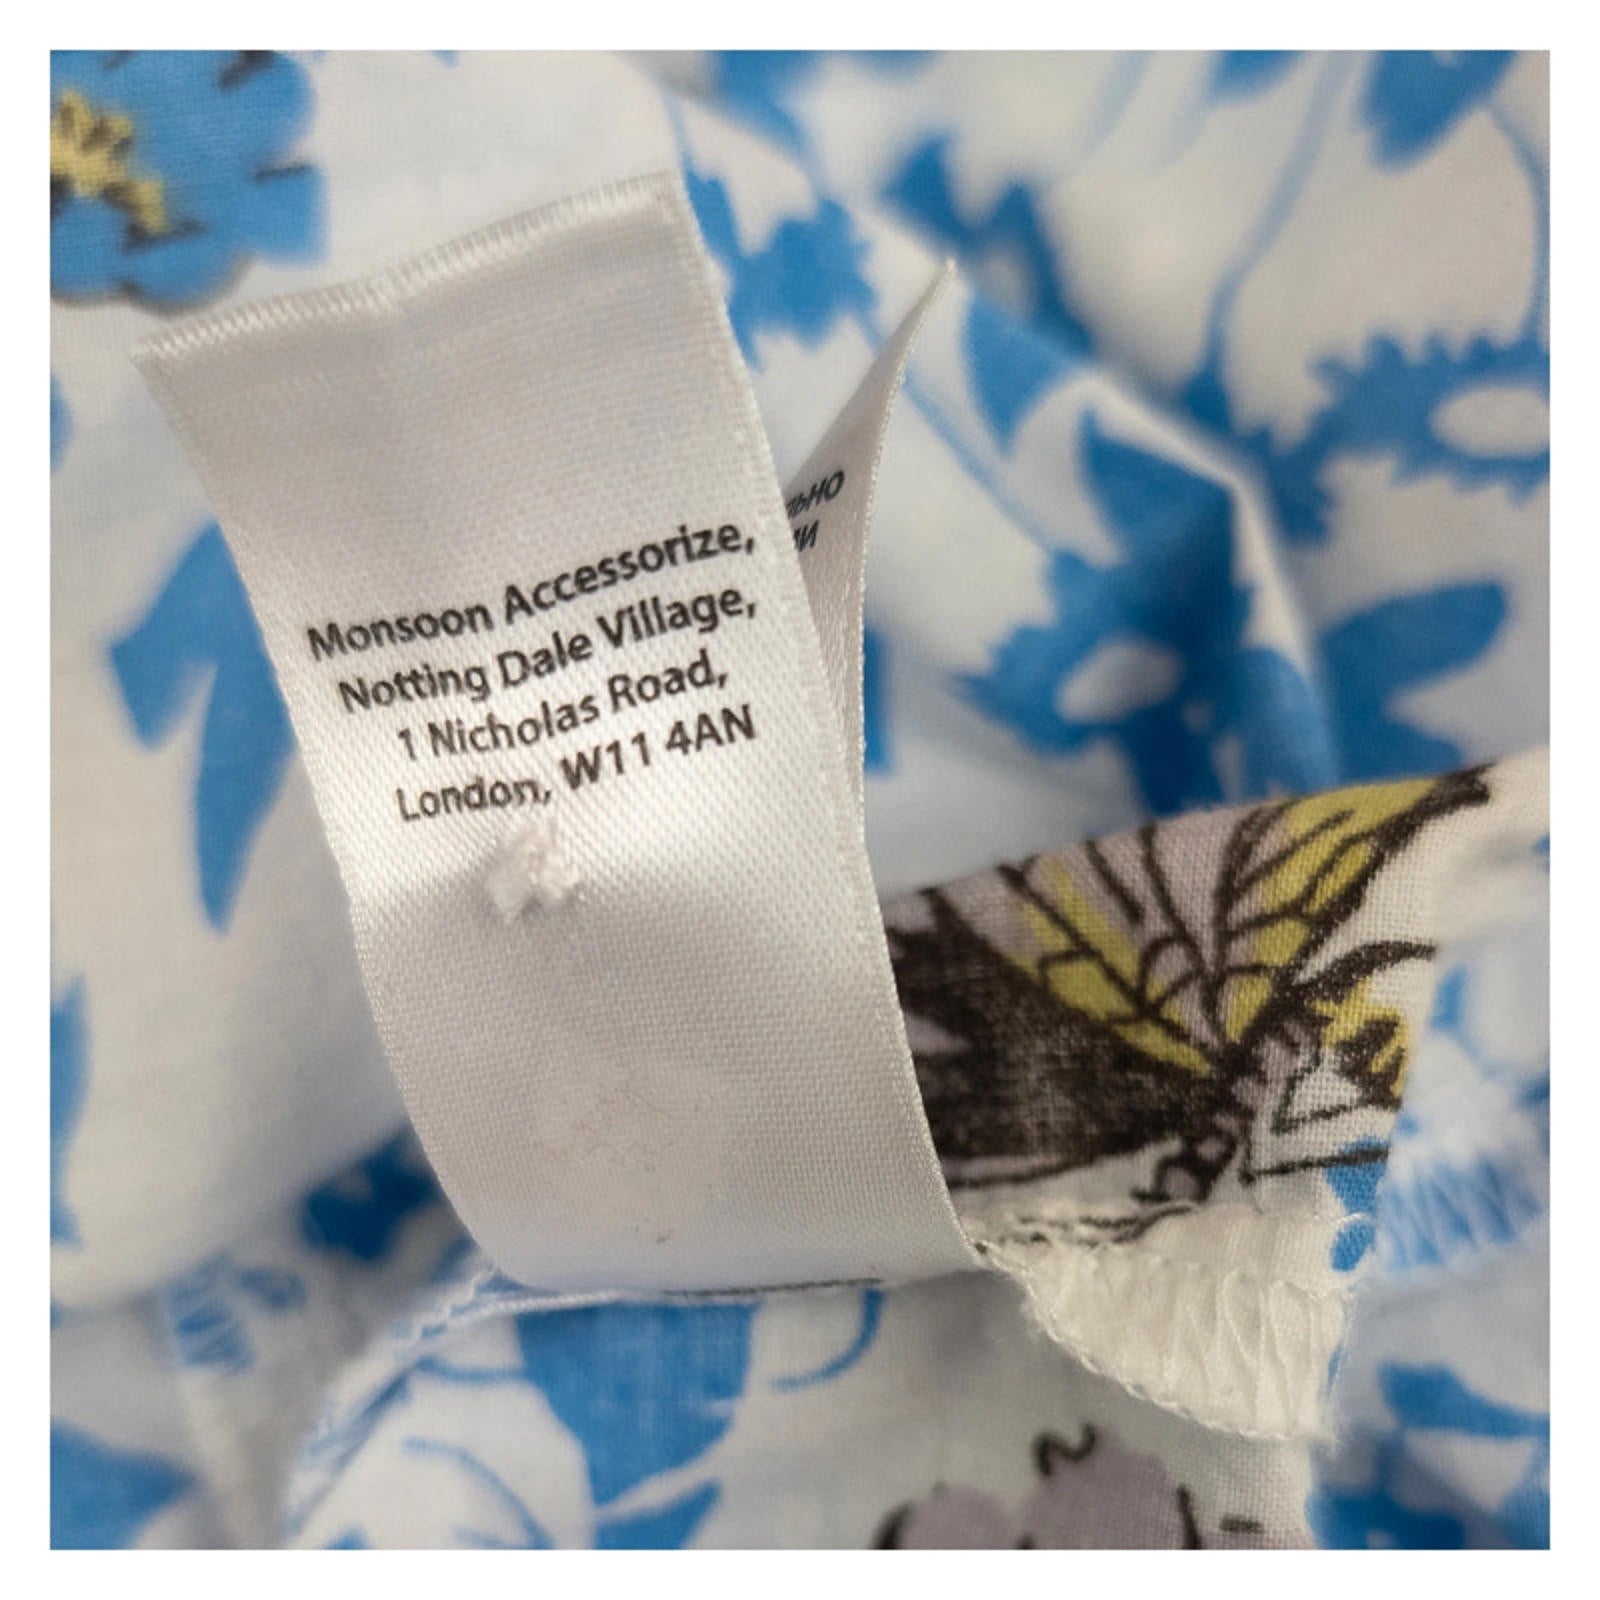 Monsoon Accessorize,
Notting Dale Village,
1 Nicholas Road,
London, W11 4AN